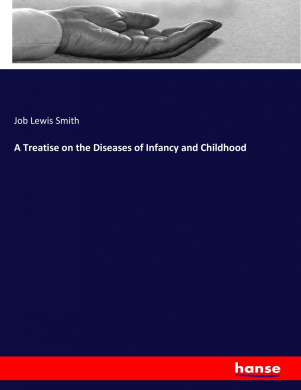 Job Lewis Smith
A Treatise on the Diseases of Infancy and Childhood
hanse